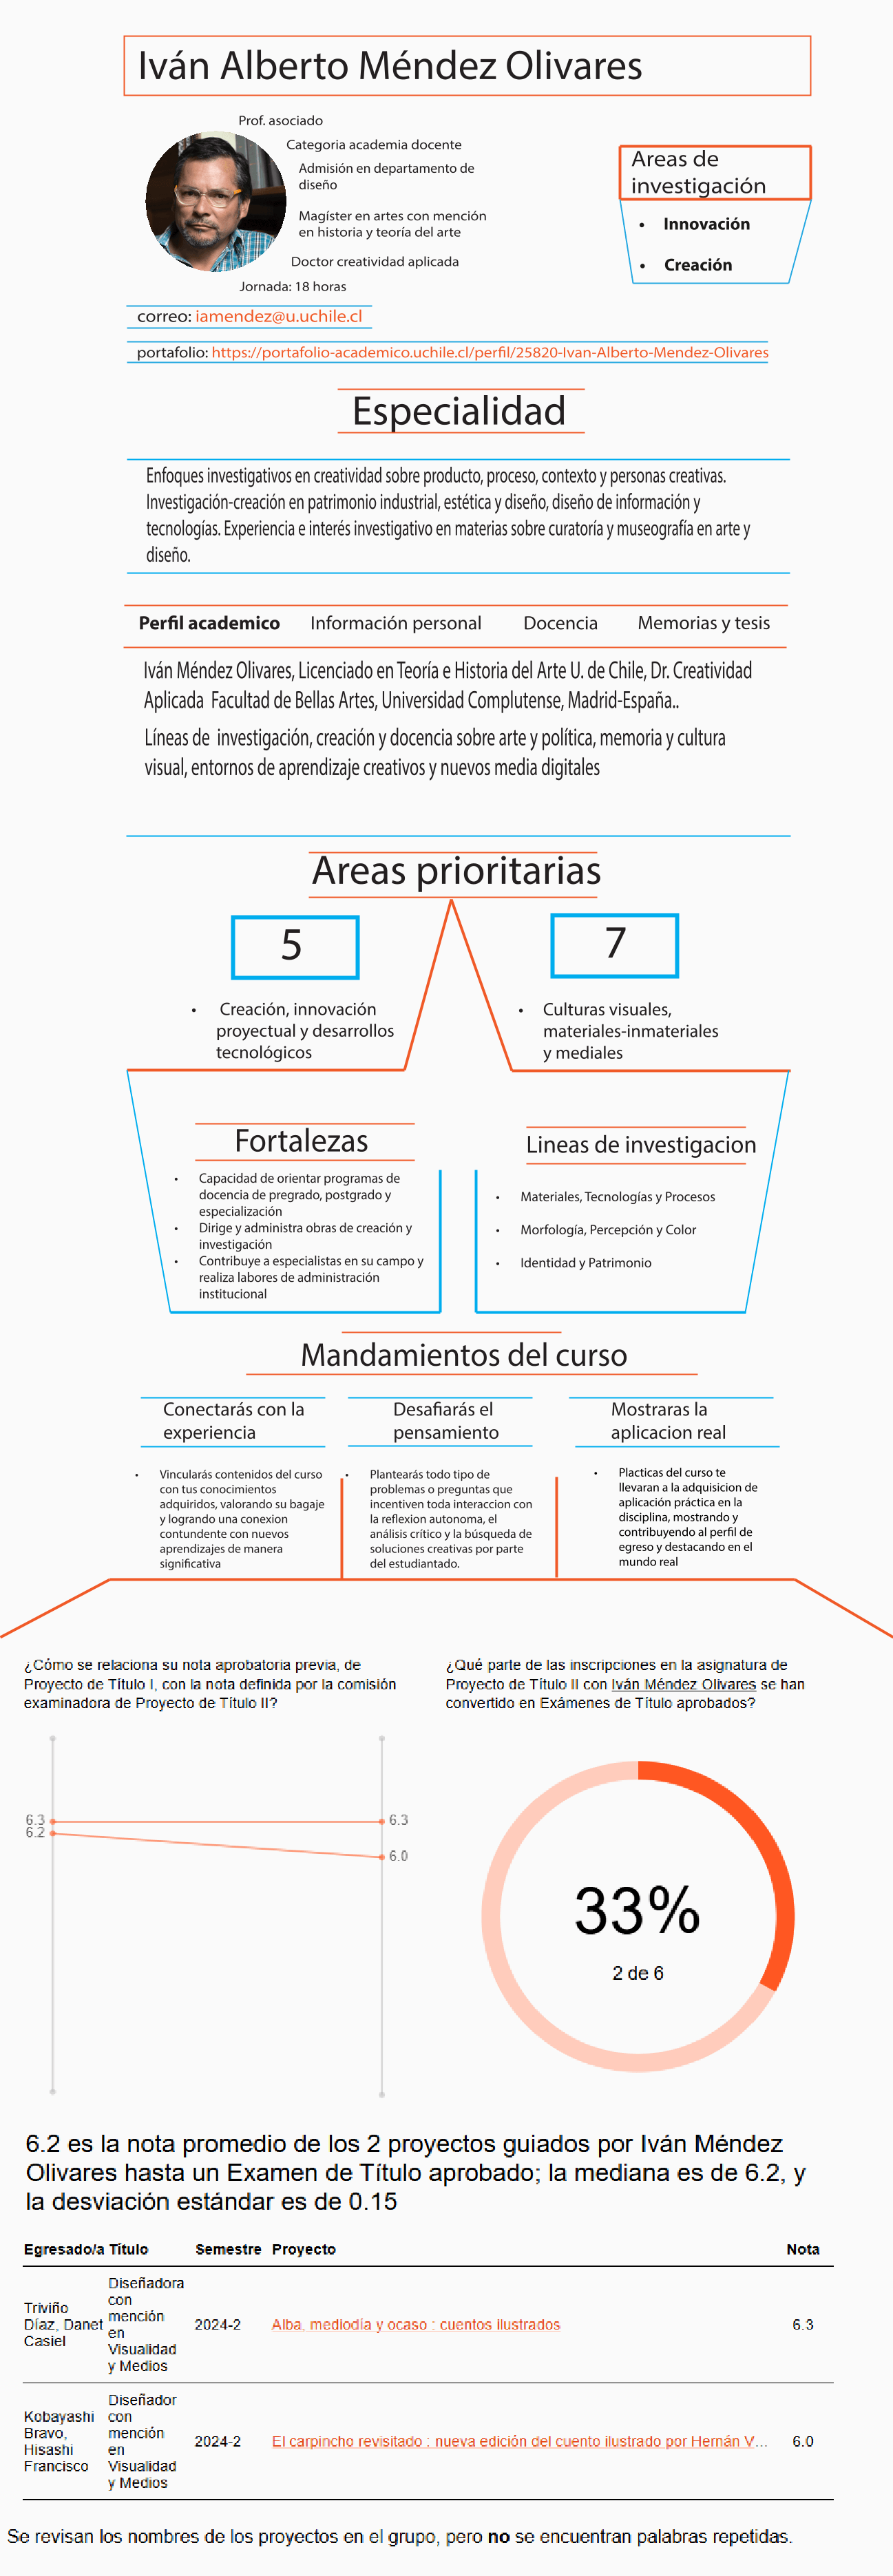 Iván Alberto Méndez Olivares
Prof. asociado
Categoria academia docente
Admisión en departamento de
diseño
Magíster en artes con mención
en historia y teoría del arte
Doctor creatividad aplicada
Jornada: 18 horas
Areas de
investigación
• Innovación
• Creación
correo: iamendez@u.uchile.cl
portafolio: https://portafolio-academico.uchile.cl/perfil/25820-Ivan-Alberto-Mendez-Olivares
Especialidad
Enfoques investigativos en creatividad sobre producto, proceso, contexto y personas creativas.
Investigación-creación en patrimonio industrial, estética y diseño, diseño de información y
tecnologías. Experiencia e interés investigativo en materias sobre curatoría y museografía en arte y
diseño.
Perfil academico Información personal Docencia Memorias y tesis
Iván Méndez Olivares, Licenciado en Teoría e Historia del Arte U. de Chile, Dr. Creatividad
Aplicada Facultad de Bellas Artes, Universidad Complutense, Madrid-España..
Líneas de investigación, creación y docencia sobre arte y política, memoria y cultura
visual, entornos de aprendizaje creativos y nuevos media digitales
Areas prioritarias
5
• Creación, innovación
proyectual y desarrollos
tecnológicos
7
• Culturas visuales,
materiales-inmateriales
y mediales
Fortalezas
• Capacidad de orientar programas de
docencia de pregrado, postgrado y
especialización
• Dirige y administra obras de creación y
investigación
• Contribuye a especialistas en su campo y
realiza labores de administración
institucional
Lineas de investigacion
• Materiales, Tecnologías y Procesos
• Morfología, Percepción y Color
• Identidad y Patrimonio
Mandamientos del curso
Conectarás con la
experiencia
• Vincularás contenidos del curso
con tus conocimientos
adquiridos, valorando su bagaje
y logrando una conexion
contundente con nuevos
aprendizajes de manera
significativa
Desafiarás el
pensamiento
• Plantearás todo tipo de
problemas o preguntas que
incentiven toda interaccion con
la reflexion autonoma, el
análisis crítico y la búsqueda de
soluciones creativas por parte
del estudiantado.
Mostraras la
aplicacion real
• Placticas del curso te
llevaran a la adquisicion de
aplicación práctica en la
disciplina, mostrando y
contribuyendo al perfil de
egreso y destacando en el
mundo real
¿Cómo se relaciona su nota aprobatoria previa, de
Proyecto de Título I, con la nota definida por la comisión
examinadora de Proyecto de Título II?
6.3
6.2
6.3
6.0
¿Qué parte de las inscripciones en la asignatura de
Proyecto de Título II con Iván Méndez Olivares se han
convertido en Exámenes de Título aprobados?
33%
2 de 6
6.2 es la nota promedio de los 2 proyectos guiados por Iván Méndez
Olivares hasta un Examen de Título aprobado; la mediana es de 6.2, y
la desviación estándar es de 0.15
Egresado/a Título Semestre Proyecto Nota
Triviño
Díaz, Danet
Casiel
Diseñadora
con
mención
en
Visualidad
y Medios
2024-2
Alba, mediodía y ocaso : cuentos ilustrados
6.3
Kobayashi
Bravo,
Hisashi
Francisco
Diseñador
con
mención
en
Visualidad
y Medios
2024-2
El carpincho revisitado : nueva edición del cuento ilustrado por Hernán V...
6.0
Se revisan los nombres de los proyectos en el grupo, pero no se encuentran palabras repetidas.